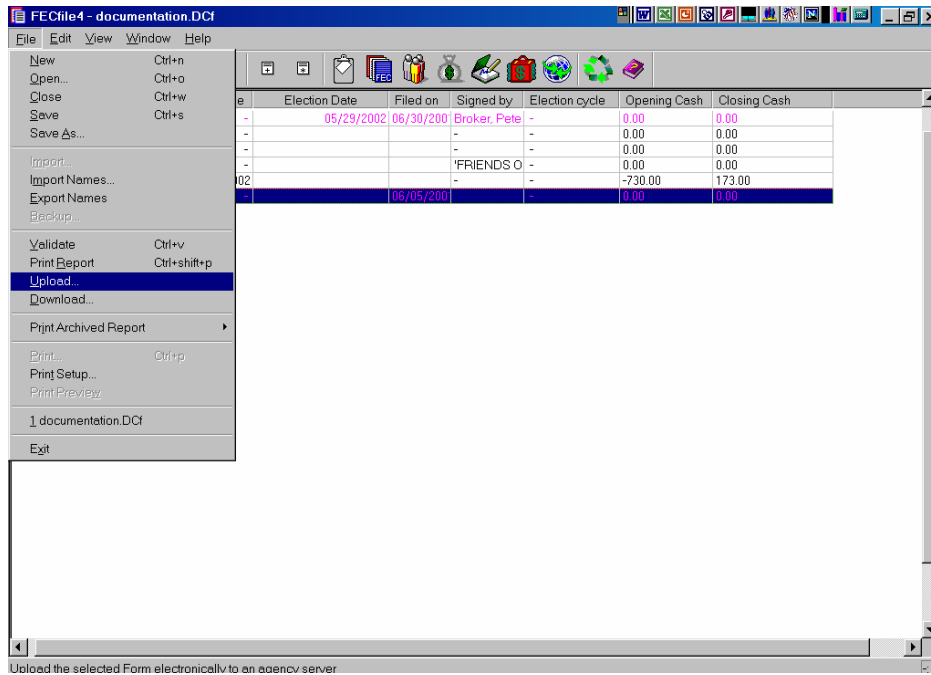 FECfile4 - documentation.DCf
File Edit View Window Help
New Ctrl+n
Open... Ctrl+o
Close Ctrl+w
Save Ctrl+s
Save As...
Import...
Import Names...
Export Names
Backup...
Validate Ctrl+v
Print Report Ctrl+shift+p
Upload...
Download...
Print Archived Report
Print... Ctrl+p
Print Setup...
Print Preview
1 documentation.DCf
Exit
FEC
e Election Date Filed on Signed by Election cycle Opening Cash Closing Cash
- 05/29/2002 06/30/200 Broker, Pete - 0.00 0.00
- - - 0.00 0.00
- - - 0.00 0.00
- 'FRIENDS O - 0.00 0.00
002 - - -730.00 173.00
- 06/05/200 - 0.00 0.00
Upload the selected Form electronically to an agency server